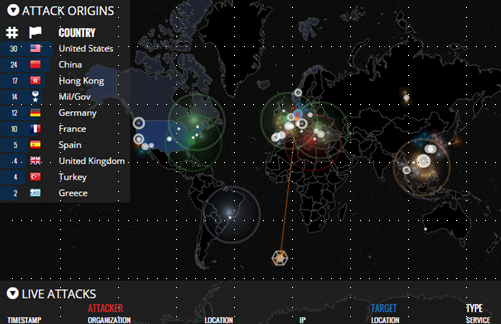 ATTACK ORIGINS
# COUNTRY
30 United States
24 China
17 Hong Kong
14 Mil/Gov
12 Germany
10 France
5 Spain
4 United Kingdom
4 Turkey
2 Greece
LIVE ATTACKS
ATTACKER TARGET TYPE
TIMESTAMP ORGANIZATION LOCATION IP LOCATION SERVICE